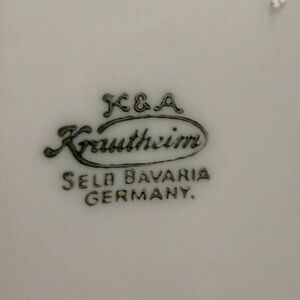 K&A
Krautheim
SELB BAVARIA
GERMANY.